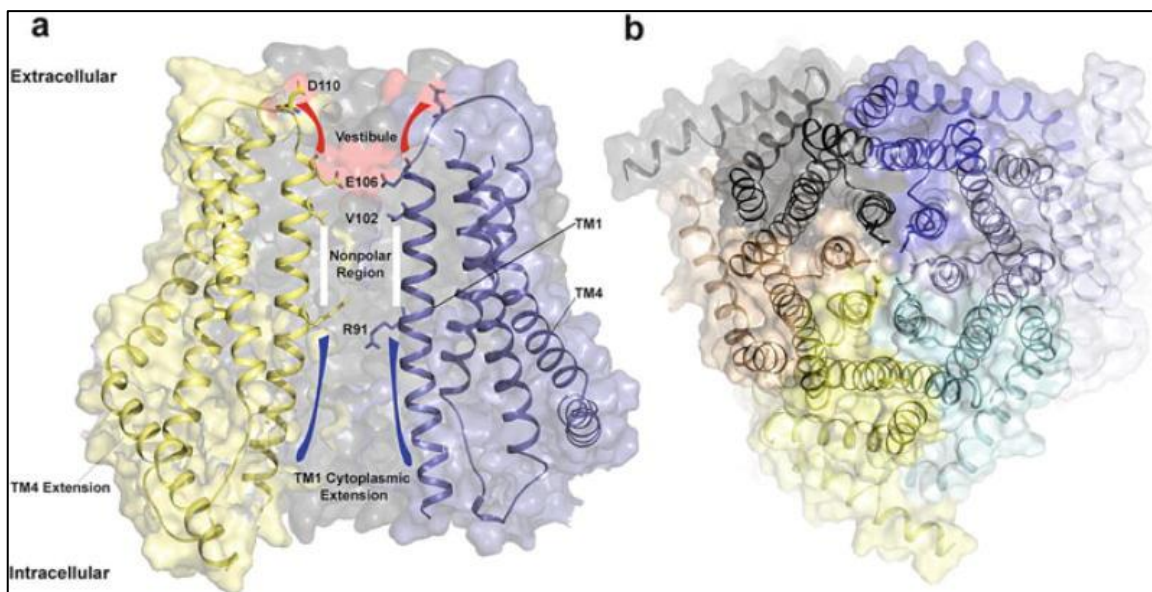 a
b
Extracellular
D110
Vestibule
E106
V102
Nonpolar
Region
TM1
TM4
R91
TM1 Cytoplasmic
Extension
TM4 Extension
Intracellular